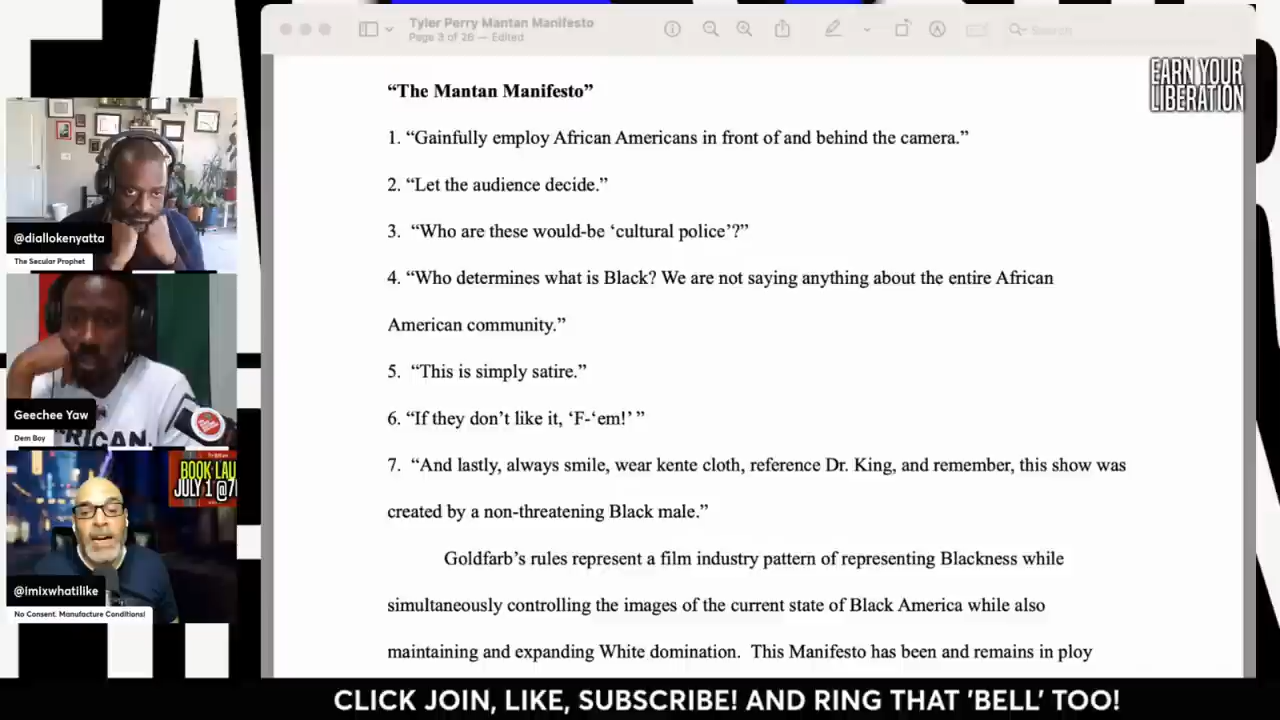 Tyler Perry Mantan Manifesto
Page 3 of 26 — Edited
Search
EARN YOUR
LIBERATION
“The Mantan Manifesto”
1. “Gainfully employ African Americans in front of and behind the camera.”
2. “Let the audience decide.”
3. “Who are these would-be ‘cultural police’?”
4. “Who determines what is Black? We are not saying anything about the entire African
American community.”
5. “This is simply satire.”
6. “If they don’t like it, ‘F-‘em!’ ”
7. “And lastly, always smile, wear kente cloth, reference Dr. King, and remember, this show was
created by a non-threatening Black male.”
Goldfarb’s rules represent a film industry pattern of representing Blackness while
simultaneously controlling the images of the current state of Black America while also
maintaining and expanding White domination. This Manifesto has been and remains in ploy
@diallokenyatta
The Secular Prophet
Geechee Yaw
Dem Boy
RICAN.
BOOK LAU
JULY 1 @7
@imixwhatilike
No Consent. Manufacture Conditions!
CLICK JOIN, LIKE, SUBSCRIBE! AND RING THAT 'BELL' TOO!